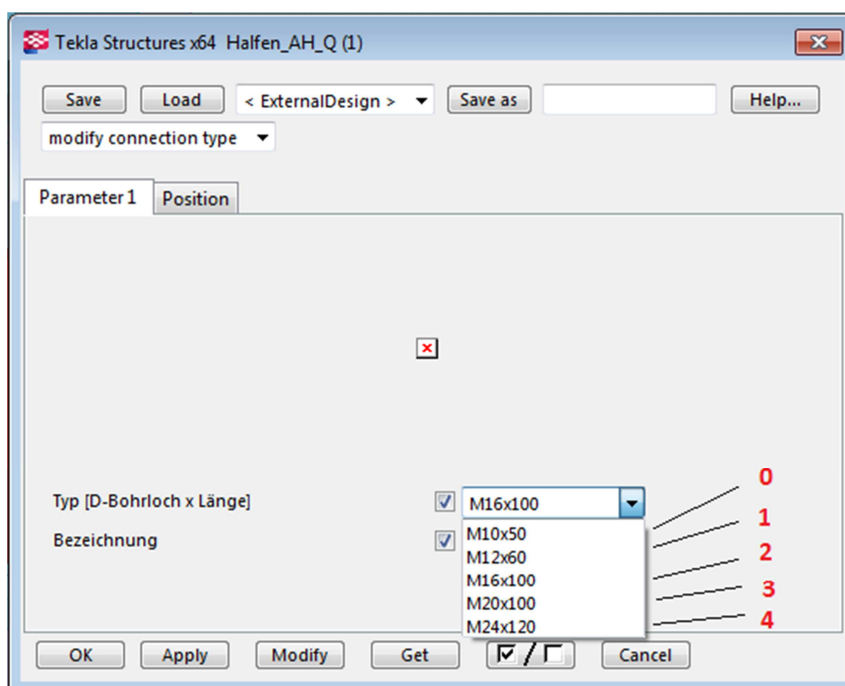 Tekla Structures x64 Halfen_AH_Q (1)
Save Load < ExternalDesign > Save as Help...
modify connection type
Parameter 1 Position
Typ [D-Bohrloch x Länge] M16x100
0
Bezeichnung
M10x50
1
M12x60
2
M16x100
3
M20x100
4
M24x120
OK Apply Modify Get / Cancel